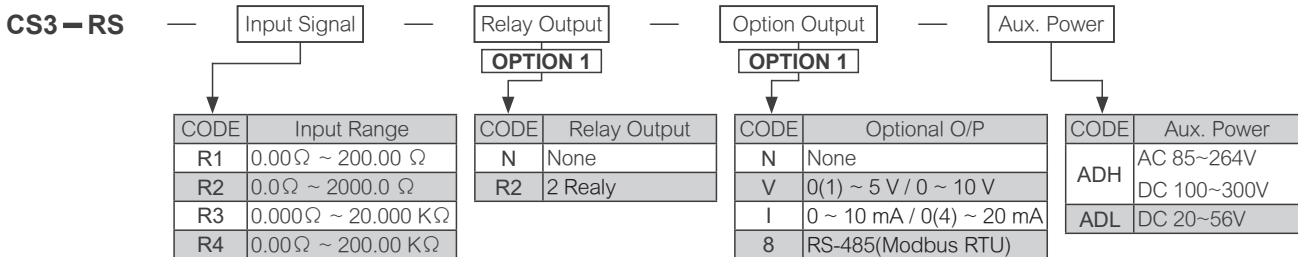 CS3-RS — Input Signal — Relay Output — Option Output — Aux. Power
OPTION 1 OPTION 1
CODE Input Range
R1 0.00Ω ~ 200.00 Ω
R2 0.0Ω ~ 2000.0 Ω
R3 0.000Ω ~ 20.000 KΩ
R4 0.00Ω ~ 200.00 KΩ
CODE Relay Output
N None
R2 2 Realy
CODE Optional O/P
N None
V 0(1) ~ 5 V / 0 ~ 10 V
I 0 ~ 10 mA / 0(4) ~ 20 mA
8 RS-485(Modbus RTU)
CODE Aux. Power
ADH AC 85~264V
DC 100~300V
ADL DC 20~56V